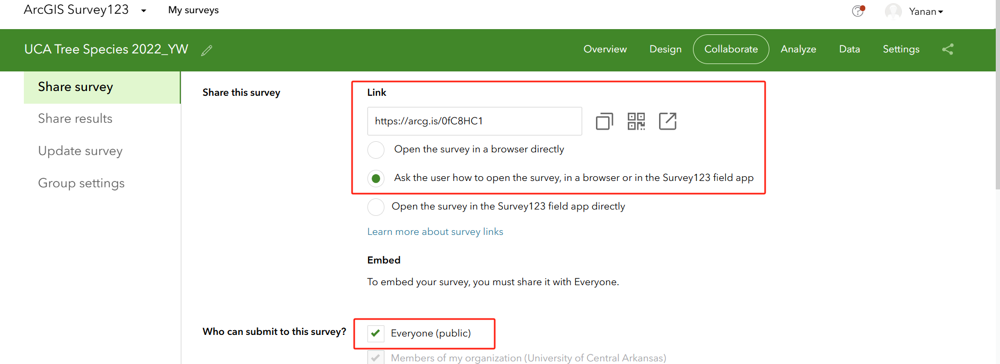 ArcGIS Survey123 My surveys Yanan
UCA Tree Species 2022_YW Overview Design Collaborate Analyze Data Settings
Share survey
Share results
Update survey
Group settings
Share this survey
Link
https://arcg.is/0fC8HC1
Open the survey in a browser directly
Ask the user how to open the survey, in a browser or in the Survey123 field app
Open the survey in the Survey123 field app directly
Learn more about survey links
Embed
To embed your survey, you must share it with Everyone.
Who can submit to this survey?
Everyone (public)
Members of my organization (University of Central Arkansas)